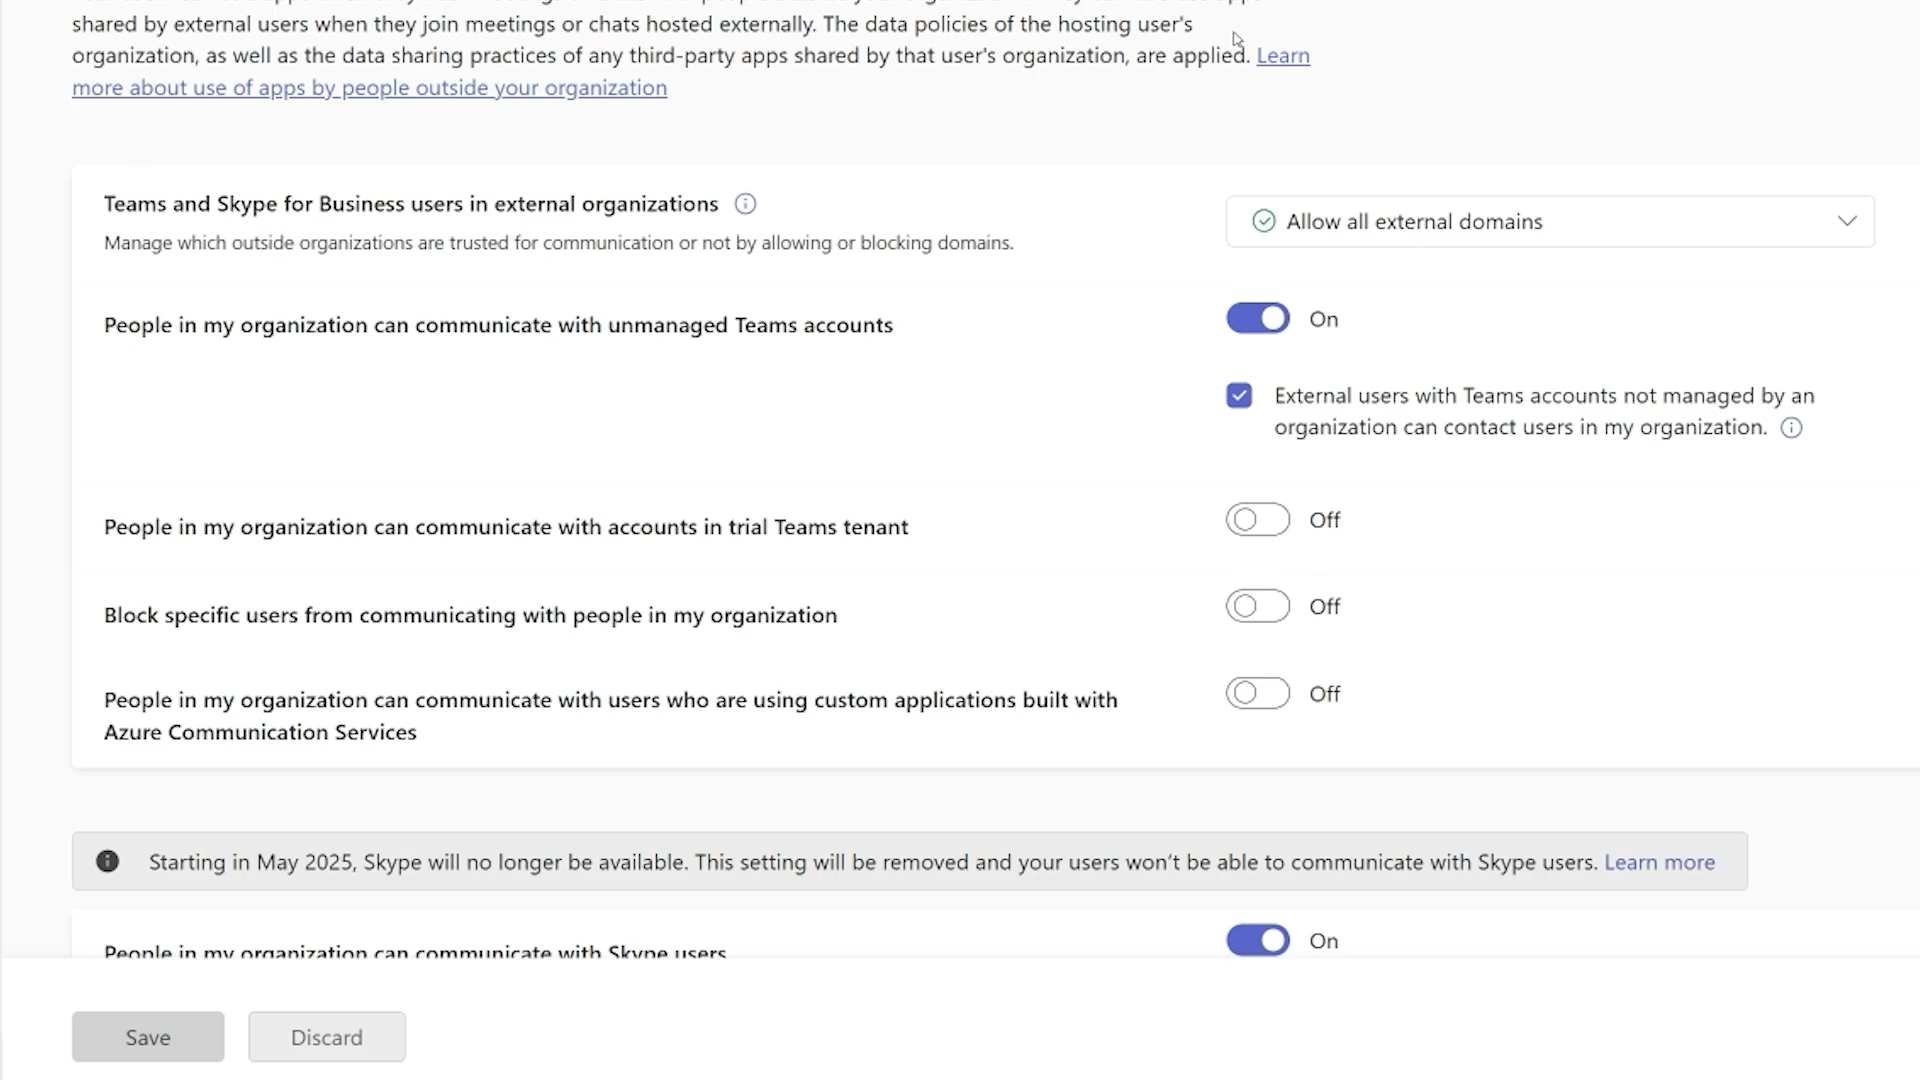 shared by external users when they join meetings or chats hosted externally. The data policies of the hosting user's
organization, as well as the data sharing practices of any third-party apps shared by that user's organization, are applied. Learn
more about use of apps by people outside your organization
Teams and Skype for Business users in external organizations
Manage which outside organizations are trusted for communication or not by allowing or blocking domains.
Allow all external domains
People in my organization can communicate with unmanaged Teams accounts
On
External users with Teams accounts not managed by an
organization can contact users in my organization.
People in my organization can communicate with accounts in trial Teams tenant
Off
Block specific users from communicating with people in my organization
Off
People in my organization can communicate with users who are using custom applications built with
Azure Communication Services
Off
Starting in May 2025, Skype will no longer be available. This setting will be removed and your users won’t be able to communicate with Skype users. Learn more
People in my organization can communicate with Skype users
On
Save
Discard